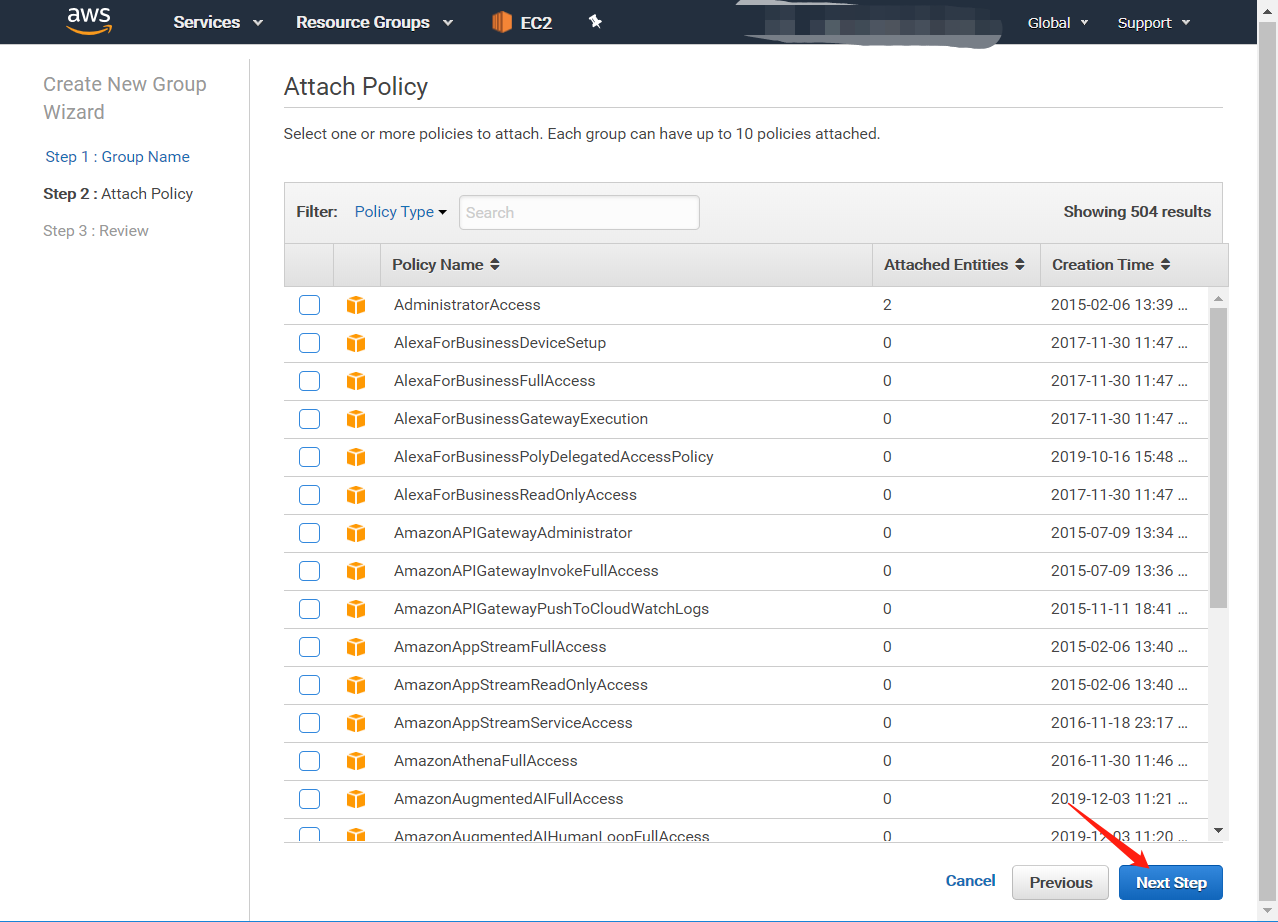 aws Services Resource Groups EC2 Global Support
Create New Group
Wizard
Step 1 : Group Name
Step 2 : Attach Policy
Step 3 : Review
Attach Policy
Select one or more policies to attach. Each group can have up to 10 policies attached.
Filter: Policy Type Search Showing 504 results
Policy Name Attached Entities Creation Time
AdministratorAccess 2 2015-02-06 13:39 ...
AlexaForBusinessDeviceSetup 0 2017-11-30 11:47 ...
AlexaForBusinessFullAccess 0 2017-11-30 11:47 ...
AlexaForBusinessGatewayExecution 0 2017-11-30 11:47 ...
AlexaForBusinessPolyDelegatedAccessPolicy 0 2019-10-16 15:48 ...
AlexaForBusinessReadOnlyAccess 0 2017-11-30 11:47 ...
AmazonAPIGatewayAdministrator 0 2015-07-09 13:34 ...
AmazonAPIGatewayInvokeFullAccess 0 2015-07-09 13:36 ...
AmazonAPIGatewayPushToCloudWatchLogs 0 2015-11-11 18:41 ...
AmazonAppStreamFullAccess 0 2015-02-06 13:40 ...
AmazonAppStreamReadOnlyAccess 0 2015-02-06 13:40 ...
AmazonAppStreamServiceAccess 0 2016-11-18 23:17 ...
AmazonAthenaFullAccess 0 2016-11-30 11:46 ...
AmazonAugmentedAIFullAccess 0 2019-12-03 11:21 ...
AmazonAugmentedAIHumanLoopFullAccess 0 2019-12-03 11:20 ...
Cancel Previous Next Step